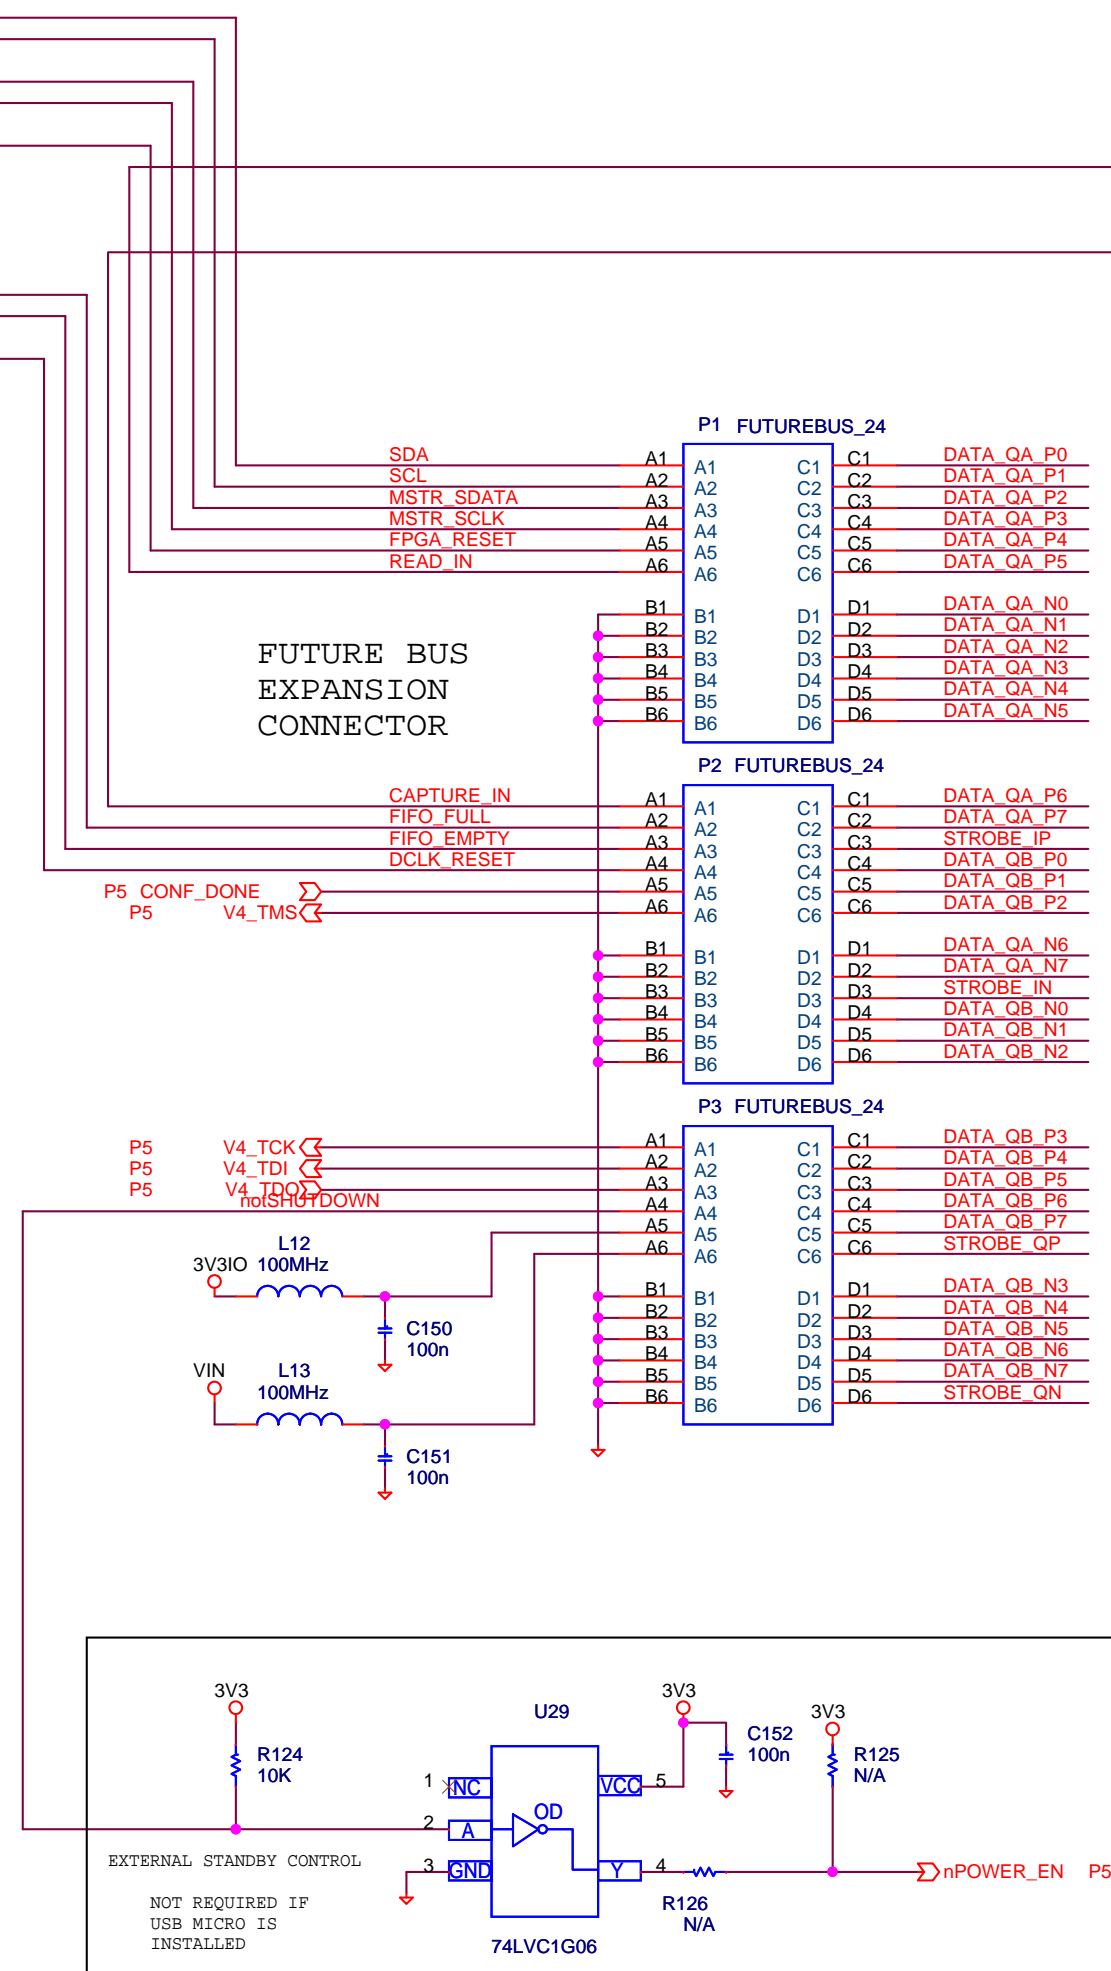 P1 FUTUREBUS_24
SDA A1 A1 C1 C1 DATA_QA_P0
SCL A2 A2 C2 C2 DATA_QA_P1
MSTR_SDATA A3 A3 C3 C3 DATA_QA_P2
MSTR_SCLK A4 A4 C4 C4 DATA_QA_P3
FPGA_RESET A5 A5 C5 C5 DATA_QA_P4
READ_IN A6 A6 C6 C6 DATA_QA_P5
B1 B1 D1 D1 DATA_QA_N0
B2 B2 D2 D2 DATA_QA_N1
B3 B3 D3 D3 DATA_QA_N2
B4 B4 D4 D4 DATA_QA_N3
B5 B5 D5 D5 DATA_QA_N4
B6 B6 D6 D6 DATA_QA_N5
FUTURE BUS
EXPANSION
CONNECTOR
P2 FUTUREBUS_24
CAPTURE_IN A1 A1 C1 C1 DATA_QA_P6
FIFO_FULL A2 A2 C2 C2 DATA_QA_P7
FIFO_EMPTY A3 A3 C3 C3 STROBE_IP
DCLK_RESET A4 A4 C4 C4 DATA_QB_P0
P5 CONF_DONE A5 A5 C5 C5 DATA_QB_P1
P5 V4_TMS A6 A6 C6 C6 DATA_QB_P2
B1 B1 D1 D1 DATA_QA_N6
B2 B2 D2 D2 DATA_QA_N7
B3 B3 D3 D3 STROBE_IN
B4 B4 D4 D4 DATA_QB_N0
B5 B5 D5 D5 DATA_QB_N1
B6 B6 D6 D6 DATA_QB_N2
P3 FUTUREBUS_24
P5 V4_TCK A1 A1 C1 C1 DATA_QB_P3
P5 V4_TDI A2 A2 C2 C2 DATA_QB_P4
P5 V4_TDO A3 A3 C3 C3 DATA_QB_P5
notSHUTDOWN A4 A4 C4 C4 DATA_QB_P6
A5 A5 C5 C5 DATA_QB_P7
A6 A6 C6 C6 STROBE_QP
B1 B1 D1 D1 DATA_QB_N3
B2 B2 D2 D2 DATA_QB_N4
B3 B3 D3 D3 DATA_QB_N5
B4 B4 D4 D4 DATA_QB_N6
B5 B5 D5 D5 DATA_QB_N7
B6 B6 D6 D6 STROBE_QN
L12
3V3IO 100MHz
C150
100n
VIN L13
100MHz
C151
100n
3V3
R124
10K
U29
3V3
C152
100n
3V3
R125
N/A
1 NC VCC 5
2 A OD
3 GND Y 4
R126
N/A
nPOWER_EN P5
74LVC1G06
EXTERNAL STANDBY CONTROL
NOT REQUIRED IF
USB MICRO IS
INSTALLED